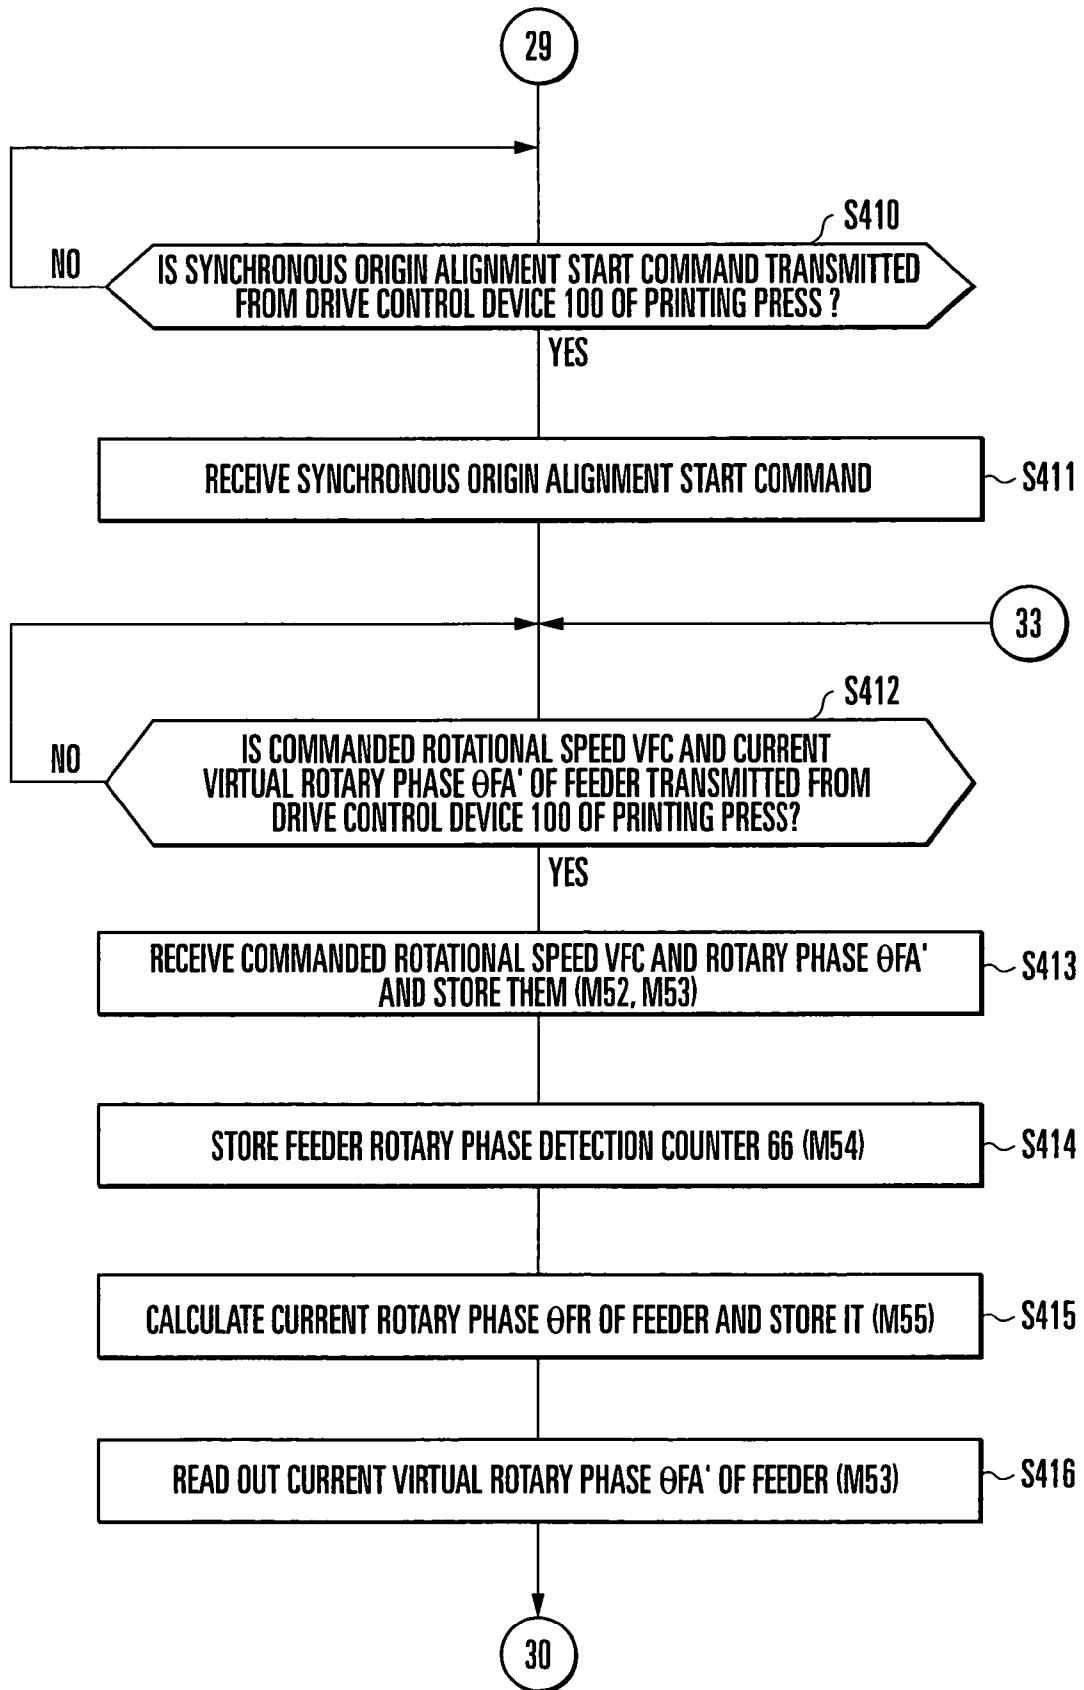 29
S410
NO
IS SYNCHRONOUS ORIGIN ALIGNMENT START COMMAND TRANSMITTED
FROM DRIVE CONTROL DEVICE 100 OF PRINTING PRESS ?
YES
RECEIVE SYNCHRONOUS ORIGIN ALIGNMENT START COMMAND
S411
33
S412
NO
IS COMMANDED ROTATIONAL SPEED VFC AND CURRENT
VIRTUAL ROTARY PHASE θFA' OF FEEDER TRANSMITTED FROM
DRIVE CONTROL DEVICE 100 OF PRINTING PRESS?
YES
RECEIVE COMMANDED ROTATIONAL SPEED VFC AND ROTARY PHASE θFA'
AND STORE THEM (M52, M53)
S413
STORE FEEDER ROTARY PHASE DETECTION COUNTER 66 (M54)
S414
CALCULATE CURRENT ROTARY PHASE θFR OF FEEDER AND STORE IT (M55)
S415
READ OUT CURRENT VIRTUAL ROTARY PHASE θFA' OF FEEDER (M53)
S416
30